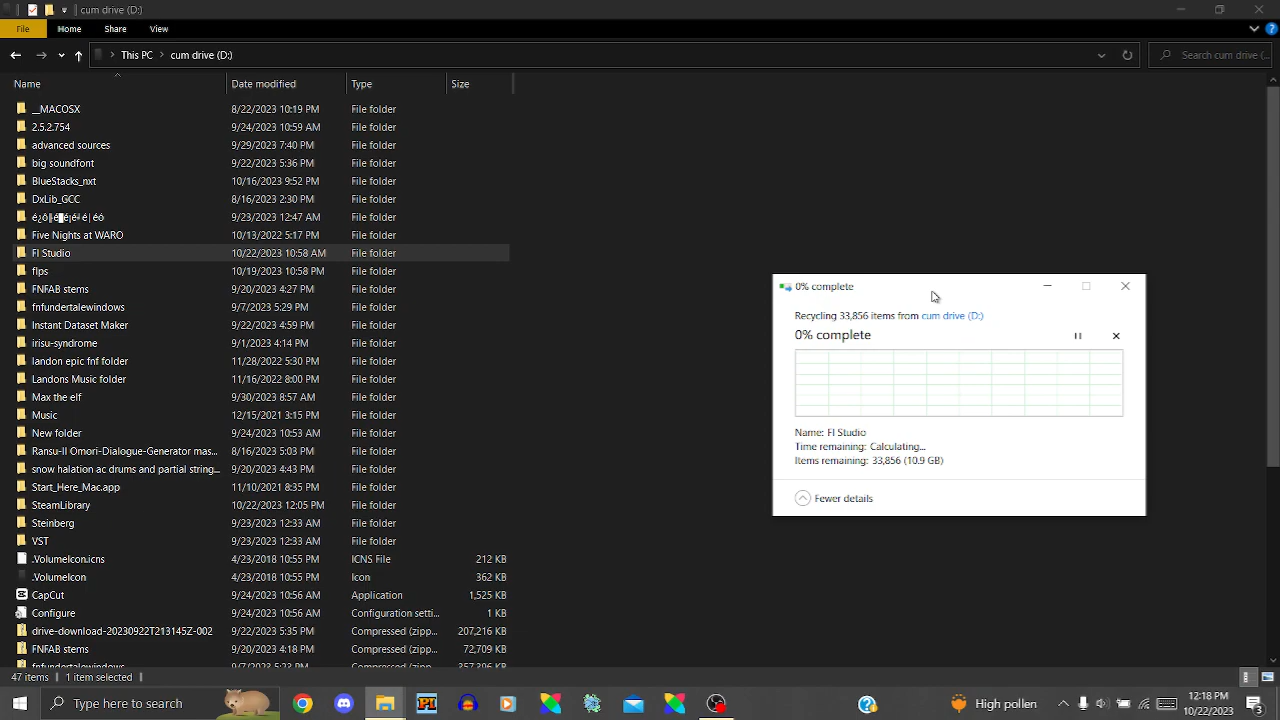 cum drive (D:)
File Home Share View
This PC cum drive (D:) Search cum drive (...
Name Date modified Type Size
__MACOSX 8/22/2023 10:19 PM File folder
2.5.2.754 9/24/2023 10:59 AM File folder
advanced sources 9/29/2023 7:40 PM File folder
big soundfont 9/22/2023 5:36 PM File folder
BlueStacks_nxt 10/16/2023 9:52 PM File folder
DxLib_GCC 8/16/2023 2:30 PM File folder
9/23/2023 12:47 AM File folder
Five Nights at WARO 10/13/2022 5:17 PM File folder
Fl Studio 10/22/2023 10:58 AM File folder
flps 10/19/2023 10:58 PM File folder
FNFAB stems 9/20/2023 4:27 PM File folder
fnfundertalewindows 9/7/2023 5:29 PM File folder
Instant Dataset Maker 9/22/2023 4:59 PM File folder
irisu-syndrome 9/1/2023 4:14 PM File folder
landon epic fnf folder 11/28/2022 5:30 PM File folder
Landons Music folder 11/16/2022 8:00 PM File folder
Max the elf 9/30/2023 8:57 AM File folder
Music 12/15/2021 3:15 PM File folder
New folder 9/24/2023 10:53 AM File folder
Ransu-II Omori Utau - Concatenated mas... 8/16/2023 5:03 PM File folder
snow halation ac drums and partial string... 9/20/2023 4:43 PM File folder
Start_Here_Mac.app 11/10/2021 8:35 PM File folder
SteamLibrary 10/22/2023 12:05 PM File folder
Steinberg 9/23/2023 12:33 AM File folder
VST 9/23/2023 12:33 AM File folder
.VolumeIcon.icns 4/23/2018 10:55 PM ICNS File 212 KB
.VolumeIcon 4/23/2018 10:55 PM Icon 362 KB
CapCut 9/24/2023 10:56 AM Application 1,525 KB
Configure 9/24/2023 10:56 AM Configuration setti... 1 KB
drive-download-20230922T213145Z-002 9/22/2023 5:35 PM Compressed (zipp... 207,216 KB
FNFAB stems 9/20/2023 4:18 PM Compressed (zipp... 72,709 KB
fnfundertalewindows 9/7/2023 5:23 PM Compressed (zipp... 357,296 KB
0% complete
Recycling 33,856 items from cum drive (D:)
0% complete
Name: Fl Studio
Time remaining: Calculating...
Items remaining: 33,856 (10.9 GB)
Fewer details
47 items 1 item selected
Type here to search
High pollen
12:18 PM
10/22/2023
3